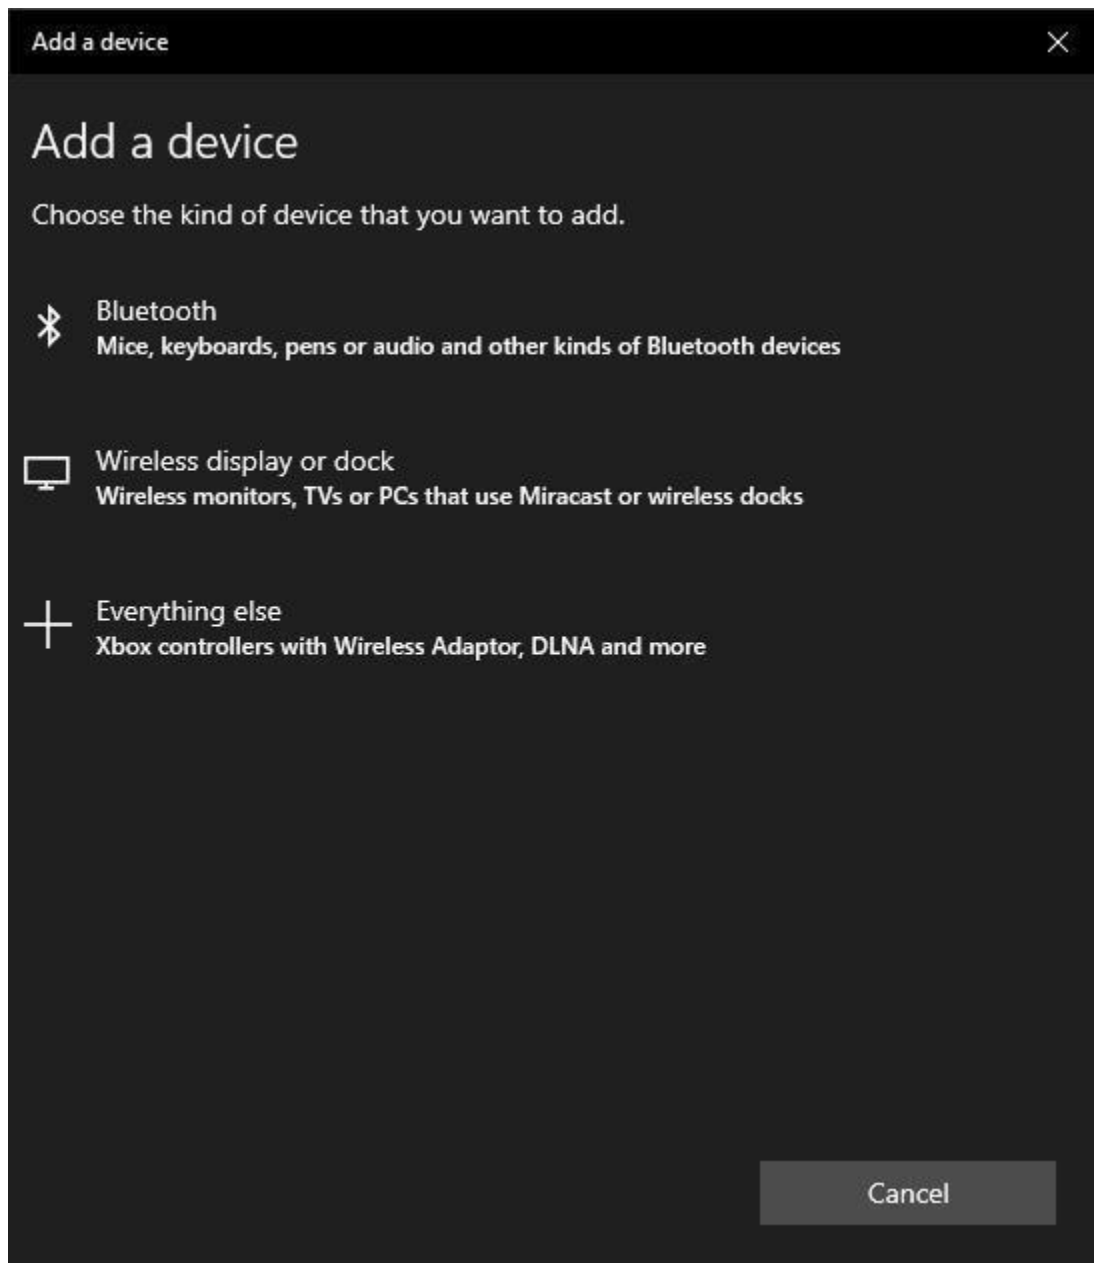 Add a device
Add a device
Choose the kind of device that you want to add.
Bluetooth
Mice, keyboards, pens or audio and other kinds of Bluetooth devices
Wireless display or dock
Wireless monitors, TVs or PCs that use Miracast or wireless docks
Everything else
Xbox controllers with Wireless Adaptor, DLNA and more
Cancel